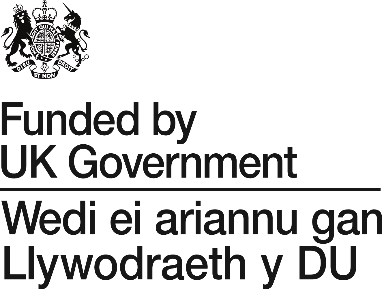 Funded by
UK Government
Wedi ei ariannu gan
Llywodraeth y DU